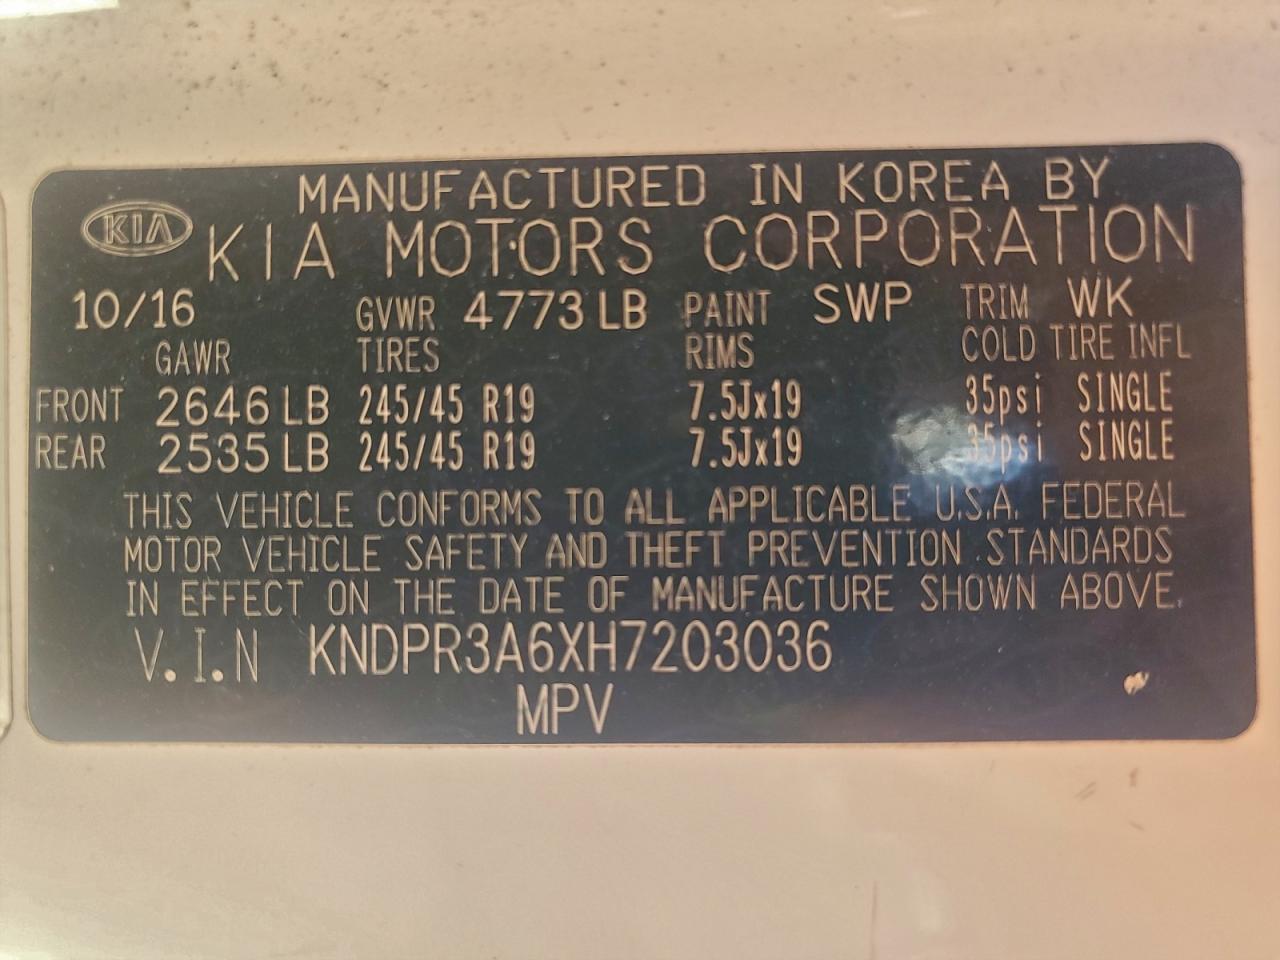 MANUFACTURED IN KOREA BY
KIA KIA MOTORS CORPORATION
10/16 GVWR 4773 LB PAINT SWP TRIM WK
GAWR TIRES RIMS COLD TIRE INFL
FRONT 2646 LB 245/45 R19 7.5Jx19 35psi SINGLE
REAR 2535 LB 245/45 R19 7.5Jx19 35psi SINGLE
THIS VEHICLE CONFORMS TO ALL APPLICABLE U.S.A. FEDERAL
MOTOR VEHICLE SAFETY AND THEFT PREVENTION STANDARDS
IN EFFECT ON THE DATE OF MANUFACTURE SHOWN ABOVE.
V.I.N KNDPR3A6XH7203036
MPV